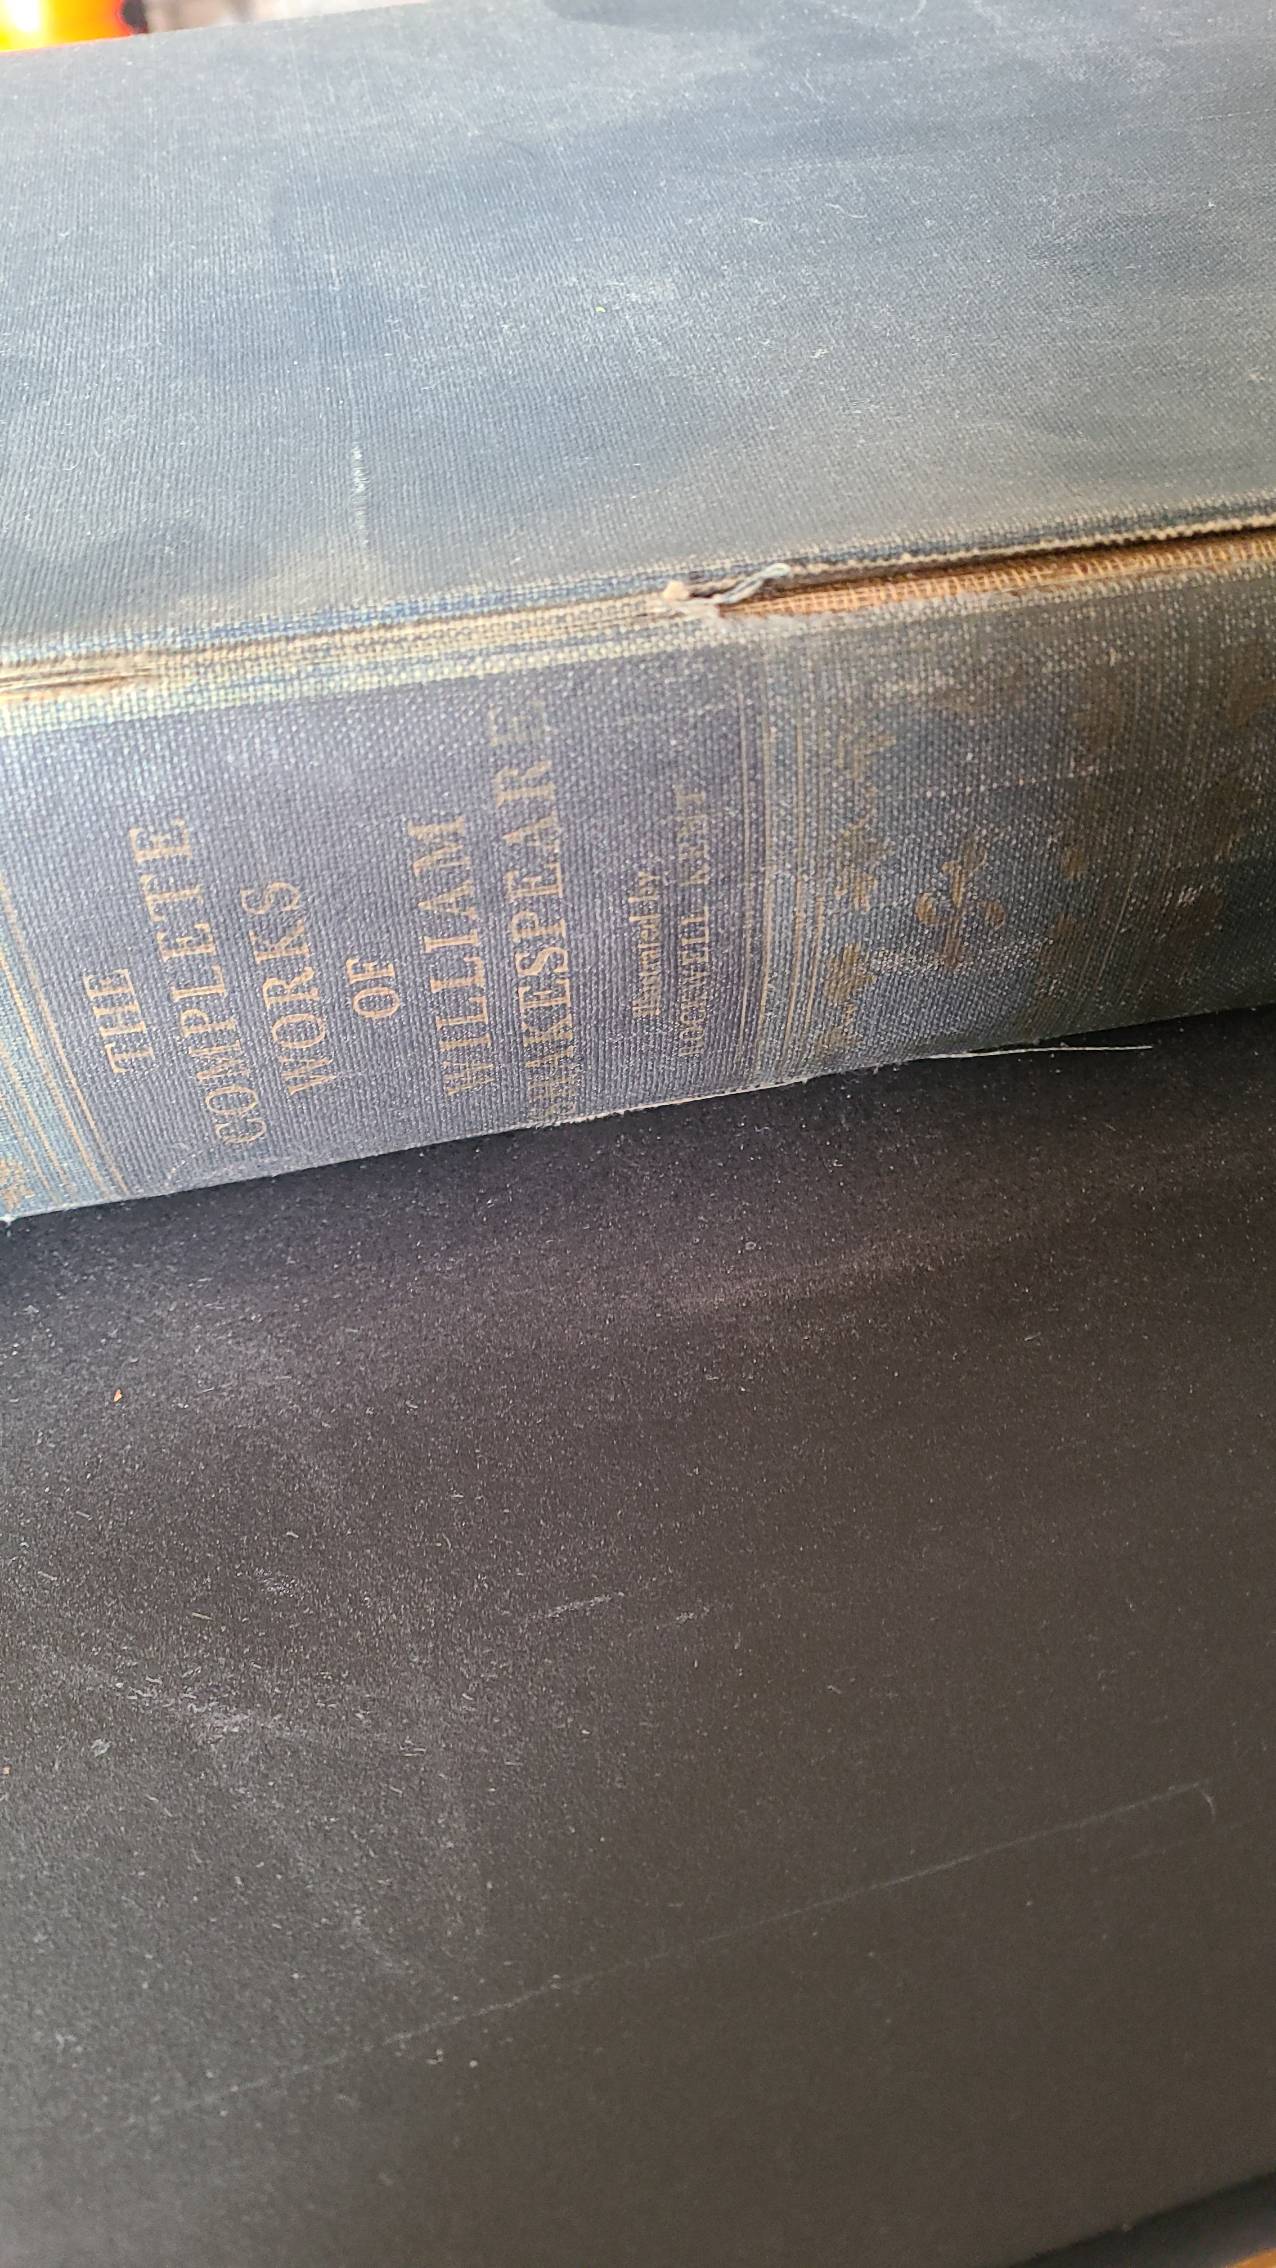 THE
COMPLETE
WORKS
OF
WILLIAM
SHAKESPEARE
Illustrated by
ROCKWELL KENT